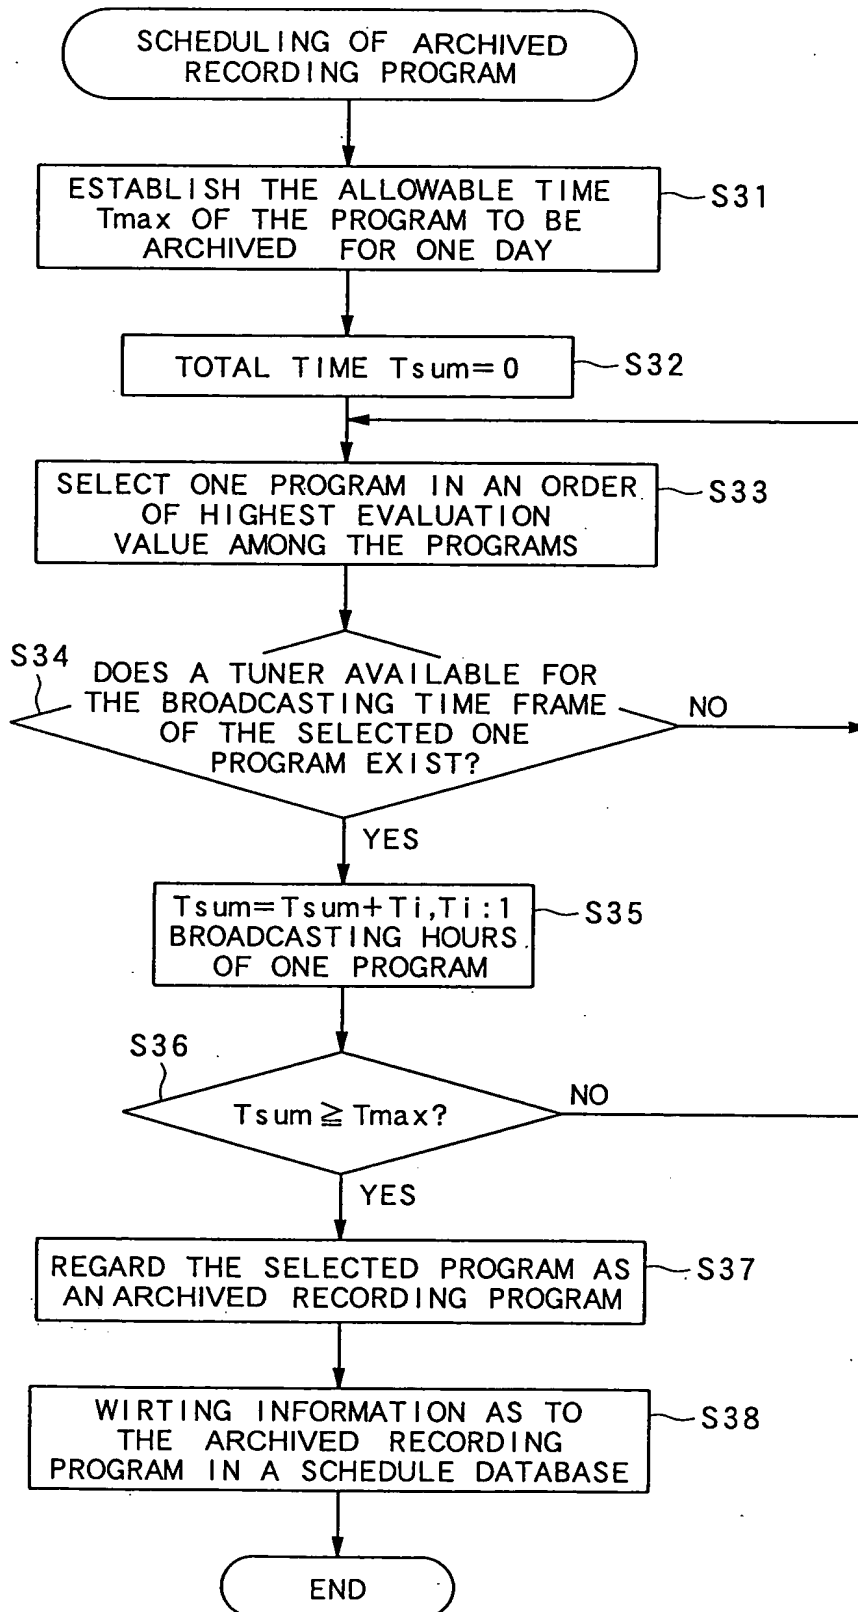 SCHEDULING OF ARCHIVED
RECORDING PROGRAM
ESTABLISH THE ALLOWABLE TIME
Tmax OF THE PROGRAM TO BE
ARCHIVED FOR ONE DAY
S31
TOTAL TIME Tsum=0
S32
SELECT ONE PROGRAM IN AN ORDER
OF HIGHEST EVALUATION
VALUE AMONG THE PROGRAMS
S33
S34
DOES A TUNER AVAILABLE FOR
THE BROADCASTING TIME FRAME
OF THE SELECTED ONE
PROGRAM EXIST?
NO
YES
Tsum=Tsum+Ti,Ti:1
BROADCASTING HOURS
OF ONE PROGRAM
S35
S36
Tsum≧Tmax?
NO
YES
REGARD THE SELECTED PROGRAM AS
AN ARCHIVED RECORDING PROGRAM
S37
WIRTING INFORMATION AS TO
THE ARCHIVED RECORDING
PROGRAM IN A SCHEDULE DATABASE
S38
END